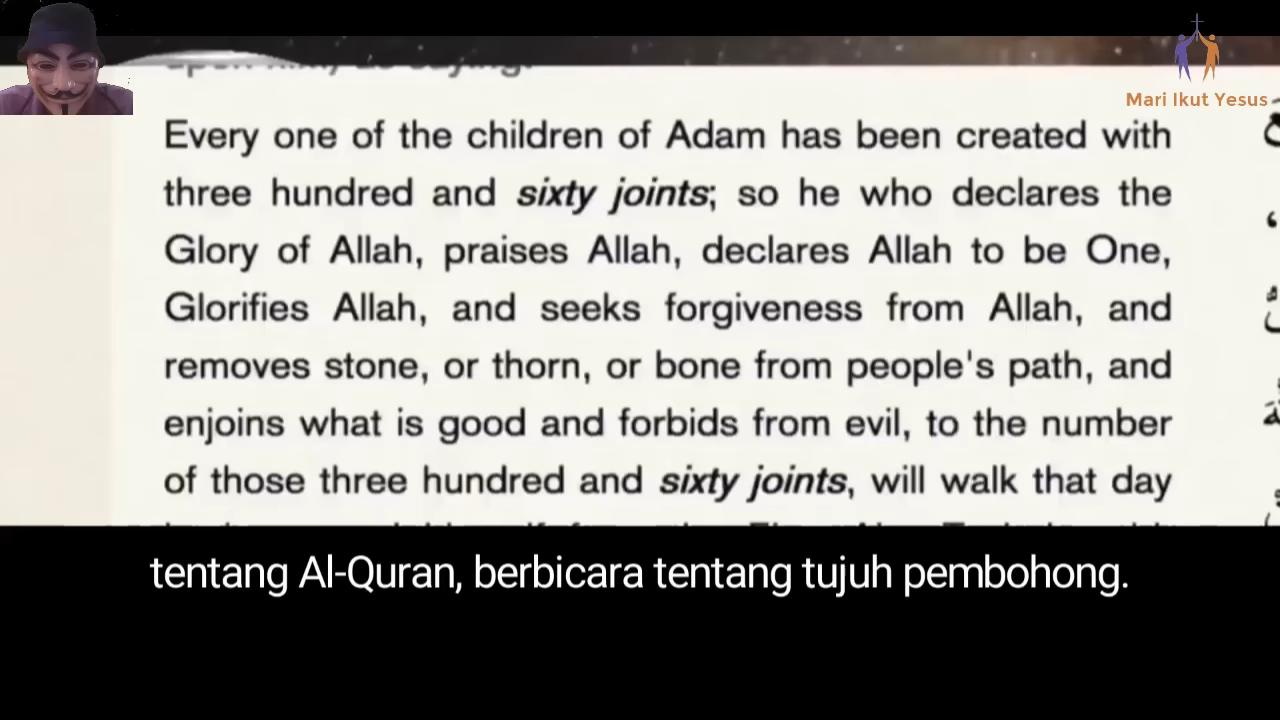 Mari Ikut Yesus
Every one of the children of Adam has been created with
three hundred and sixty joints; so he who declares the
Glory of Allah, praises Allah, declares Allah to be One,
Glorifies Allah, and seeks forgiveness from Allah, and
removes stone, or thorn, or bone from people's path, and
enjoins what is good and forbids from evil, to the number
of those three hundred and sixty joints, will walk that day
tentang Al-Quran, berbicara tentang tujuh pembohong.